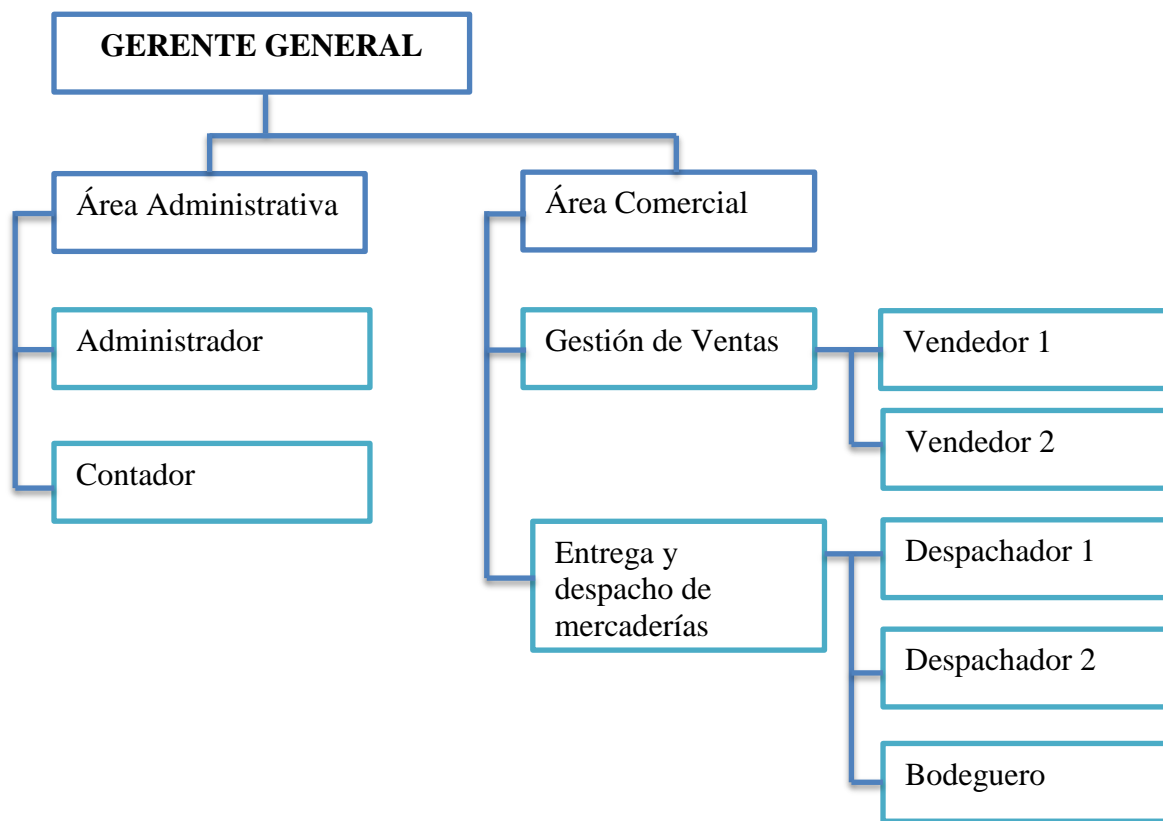 GERENTE GENERAL
Área Administrativa
Administrador
Contador
Área Comercial
Gestión de Ventas
Vendedor 1
Vendedor 2
Entrega y
despacho de
mercaderías
Despachador 1
Despachador 2
Bodeguero